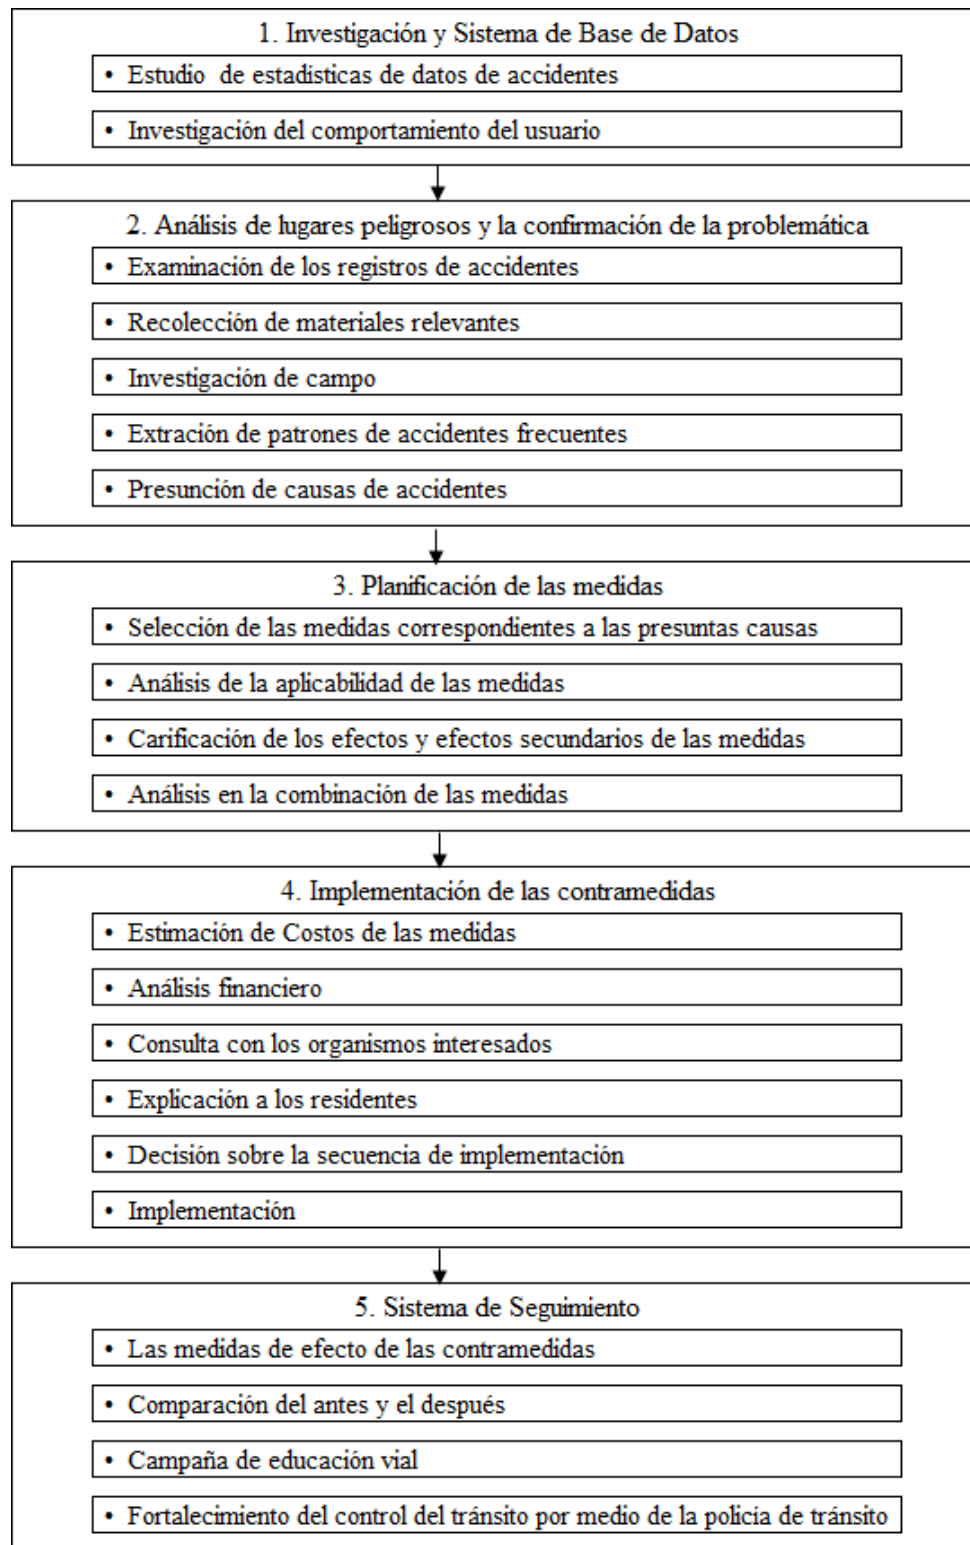 1. Investigación y Sistema de Base de Datos
• Estudio de estadísticas de datos de accidentes
• Investigación del comportamiento del usuario
2. Análisis de lugares peligrosos y la confirmación de la problemática
• Examinación de los registros de accidentes
• Recolección de materiales relevantes
• Investigación de campo
• Extracción de patrones de accidentes frecuentes
• Presunción de causas de accidentes
3. Planificación de las medidas
• Selección de las medidas correspondientes a las presuntas causas
• Análisis de la aplicabilidad de las medidas
• Carificación de los efectos y efectos secundarios de las medidas
• Análisis en la combinación de las medidas
4. Implementación de las contramedidas
• Estimación de Costos de las medidas
• Análisis financiero
• Consulta con los organismos interesados
• Explicación a los residentes
• Decisión sobre la secuencia de implementación
• Implementación
5. Sistema de Seguimiento
• Las medidas de efecto de las contramedidas
• Comparación del antes y el después
• Campaña de educación vial
• Fortalecimiento del control del tránsito por medio de la policía de tránsito